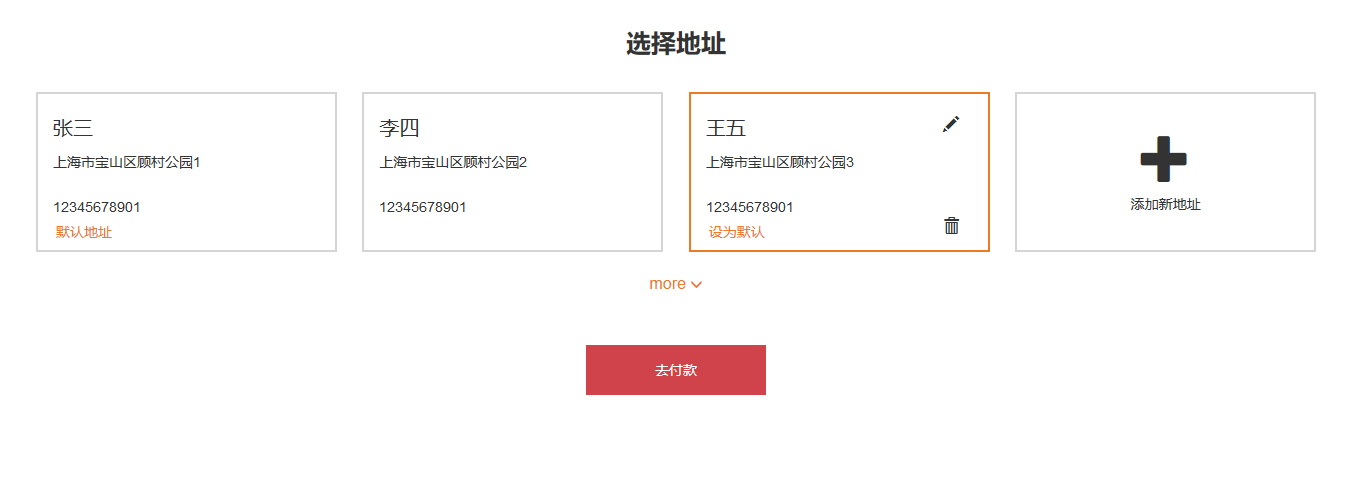 选择地址
张三
上海市宝山区顾村公园1
12345678901
默认地址
李四
上海市宝山区顾村公园2
12345678901
王五
上海市宝山区顾村公园3
12345678901
设为默认
添加新地址
more
去付款